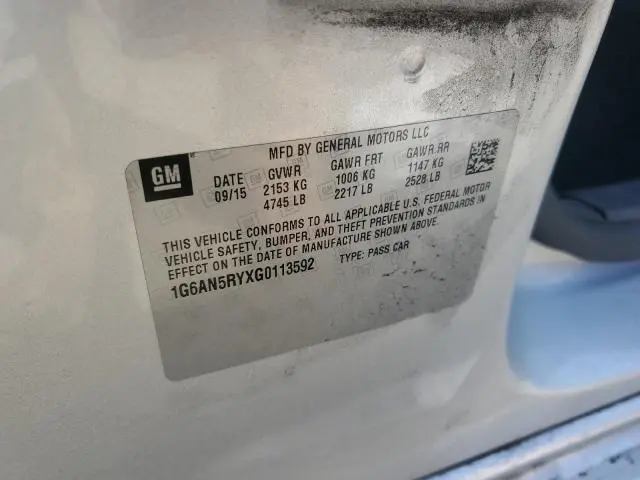 MFD BY GENERAL MOTORS LLC
GM
DATE GVWR GAWR FRT GAWR RR
09/15 2153 KG 1006 KG 1147 KG
4745 LB 2217 LB 2528 LB
THIS VEHICLE CONFORMS TO ALL APPLICABLE U.S. FEDERAL MOTOR
VEHICLE SAFETY, BUMPER, AND THEFT PREVENTION STANDARDS IN
EFFECT ON THE DATE OF MANUFACTURE SHOWN ABOVE.
1G6AN5RYXG0113592 TYPE: PASS CAR